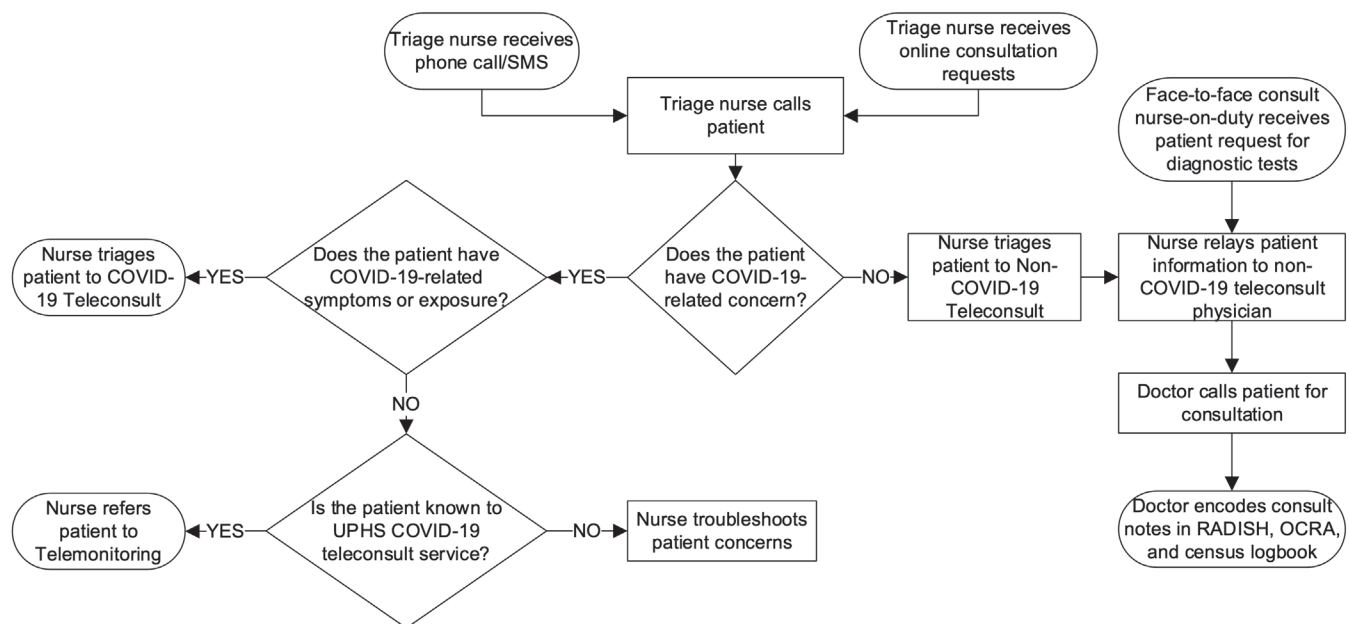 Triage nurse receives
phone call/SMS
Triage nurse receives
online consultation
requests
Triage nurse calls
patient
Face-to-face consult
nurse-on-duty receives
patient request for
diagnostic tests
Nurse triages
patient to COVID-
19 Teleconsult
YES
Does the patient have
COVID-19-related
symptoms or exposure?
YES
Does the patient
have COVID-19-
related concern?
NO
Nurse triages
patient to Non-
COVID-19
Teleconsult
Nurse relays patient
information to non-
COVID-19 teleconsult
physician
NO
Doctor calls patient for
consultation
Nurse refers
patient to
Telemonitoring
YES
Is the patient known to
UPHS COVID-19
teleconsult service?
NO
Nurse troubleshoots
patient concerns
Doctor encodes consult
notes in RADISH, OCRA,
and census logbook